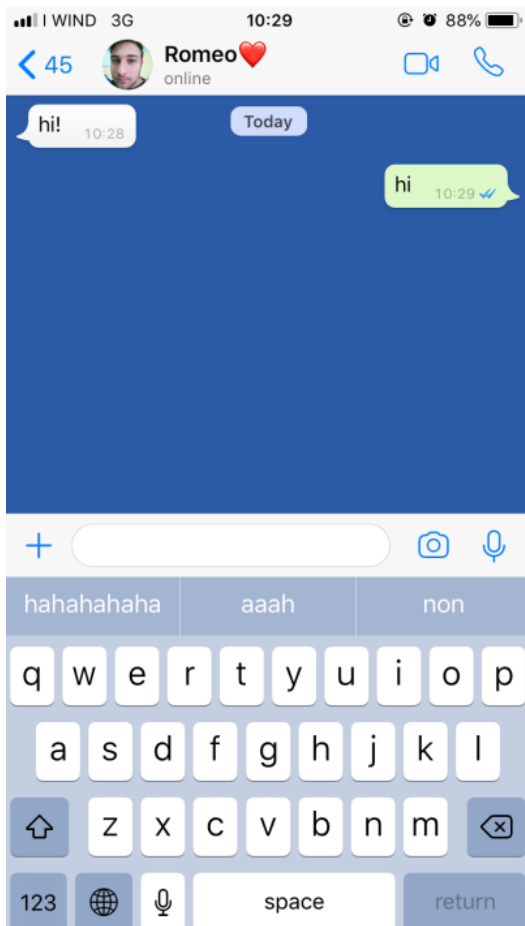 I WIND 3G 10:29 88%
45 Romeo❤️
online
Today
hi! 10:28
hi 10:29
hahahahaha aaah non
q w e r t y u i o p
a s d f g h j k l
z x c v b n m
123 space return